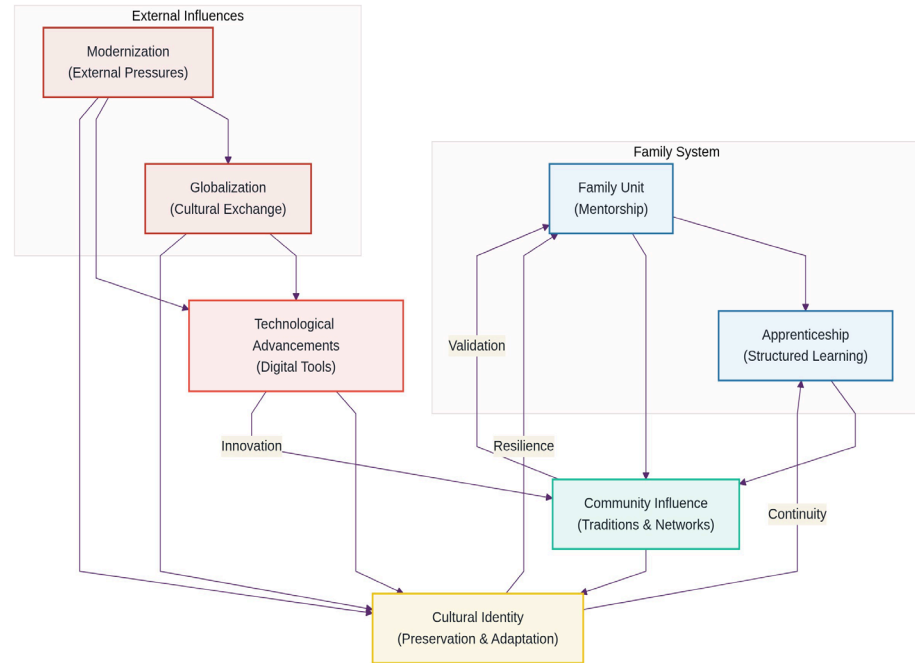 External Influences
Modernization
(External Pressures)
Family System
Globalization
(Cultural Exchange)
Family Unit
(Mentorship)
Technological
Advancements
(Digital Tools)
Apprenticeship
(Structured Learning)
Validation
Innovation
Resilience
Community Influence
(Traditions & Networks)
Continuity
Cultural Identity
(Preservation & Adaptation)